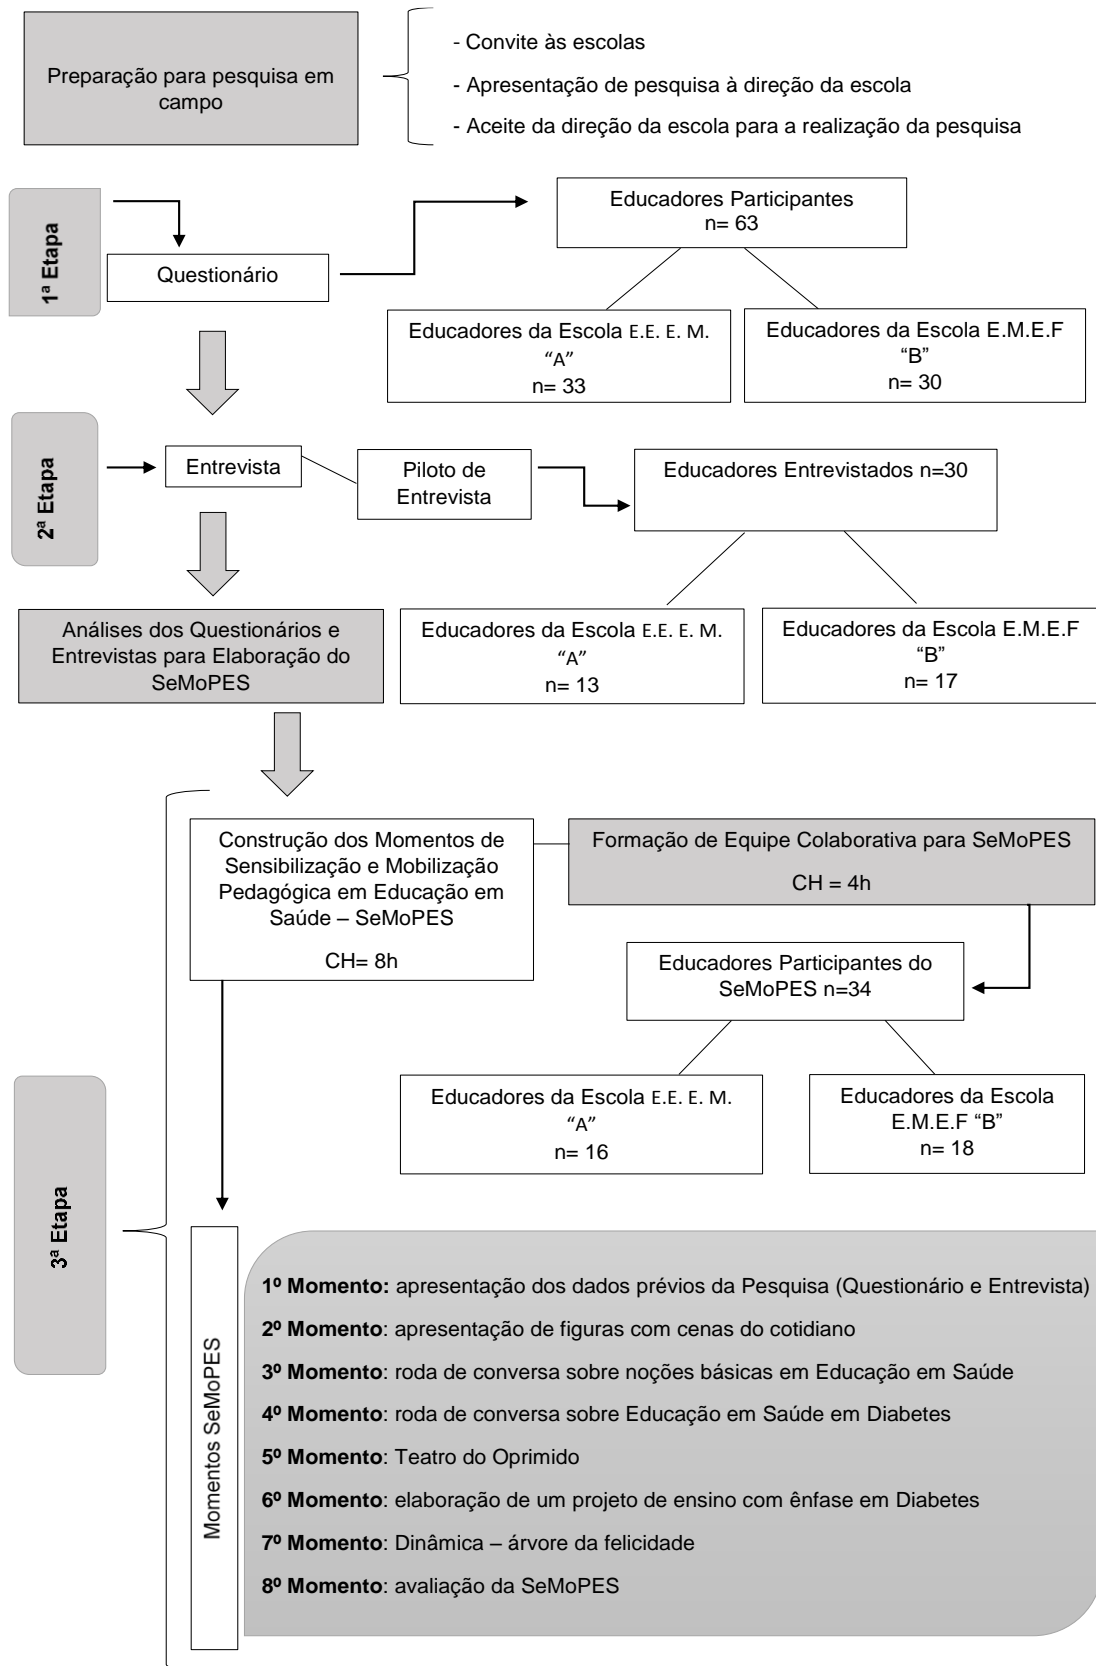 Preparação para pesquisa em
campo
- Convite às escolas
- Apresentação de pesquisa à direção da escola
- Aceite da direção da escola para a realização da pesquisa
1ª Etapa
Questionário
Educadores Participantes
n= 63
Educadores da Escola E.E. E. M.
“A”
n= 33
Educadores da Escola E.M.E.F
“B”
n= 30
2ª Etapa
Entrevista
Piloto de
Entrevista
Educadores Entrevistados n=30
Educadores da Escola E.E. E. M.
“A”
n= 13
Educadores da Escola E.M.E.F
“B”
n= 17
Análises dos Questionários e
Entrevistas para Elaboração do
SeMoPES
3ª Etapa
Construção dos Momentos de
Sensibilização e Mobilização
Pedagógica em Educação em
Saúde – SeMoPES
CH= 8h
Formação de Equipe Colaborativa para SeMoPES
CH = 4h
Educadores Participantes do
SeMoPES n=34
Educadores da Escola E.E. E. M.
“A”
n= 16
Educadores da Escola
E.M.E.F “B”
n= 18
Momentos SeMoPES
1º Momento: apresentação dos dados prévios da Pesquisa (Questionário e Entrevista)
2º Momento: apresentação de figuras com cenas do cotidiano
3º Momento: roda de conversa sobre noções básicas em Educação em Saúde
4º Momento: roda de conversa sobre Educação em Saúde em Diabetes
5º Momento: Teatro do Oprimido
6º Momento: elaboração de um projeto de ensino com ênfase em Diabetes
7º Momento: Dinâmica – árvore da felicidade
8º Momento: avaliação da SeMoPES